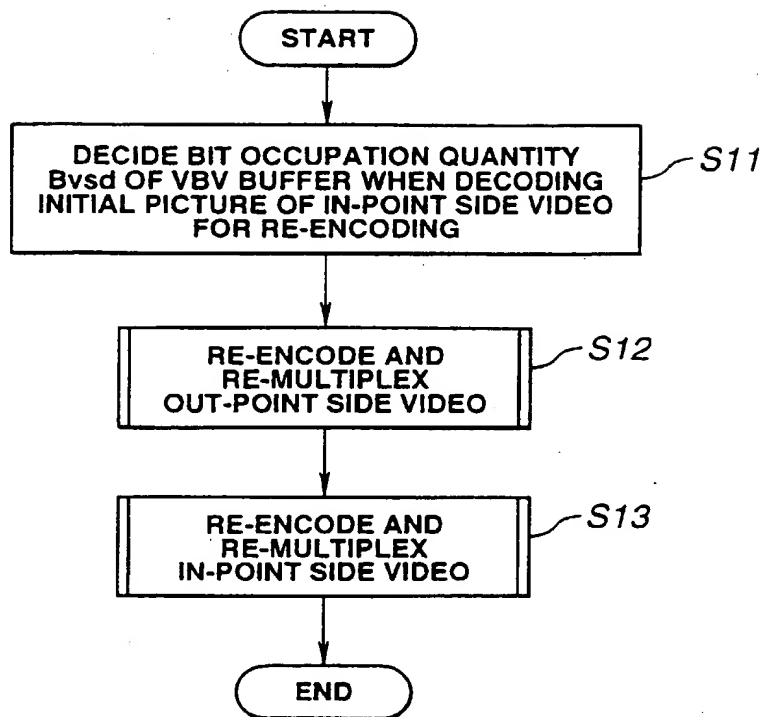 START
DECIDE BIT OCCUPATION QUANTITY
Bvsd OF VBV BUFFER WHEN DECODING
INITIAL PICTURE OF IN-POINT SIDE VIDEO
FOR RE-ENCODING
S11
RE-ENCODE AND
RE-MULTIPLEX
OUT-POINT SIDE VIDEO
S12
RE-ENCODE AND
RE-MULTIPLEX
IN-POINT SIDE VIDEO
S13
END